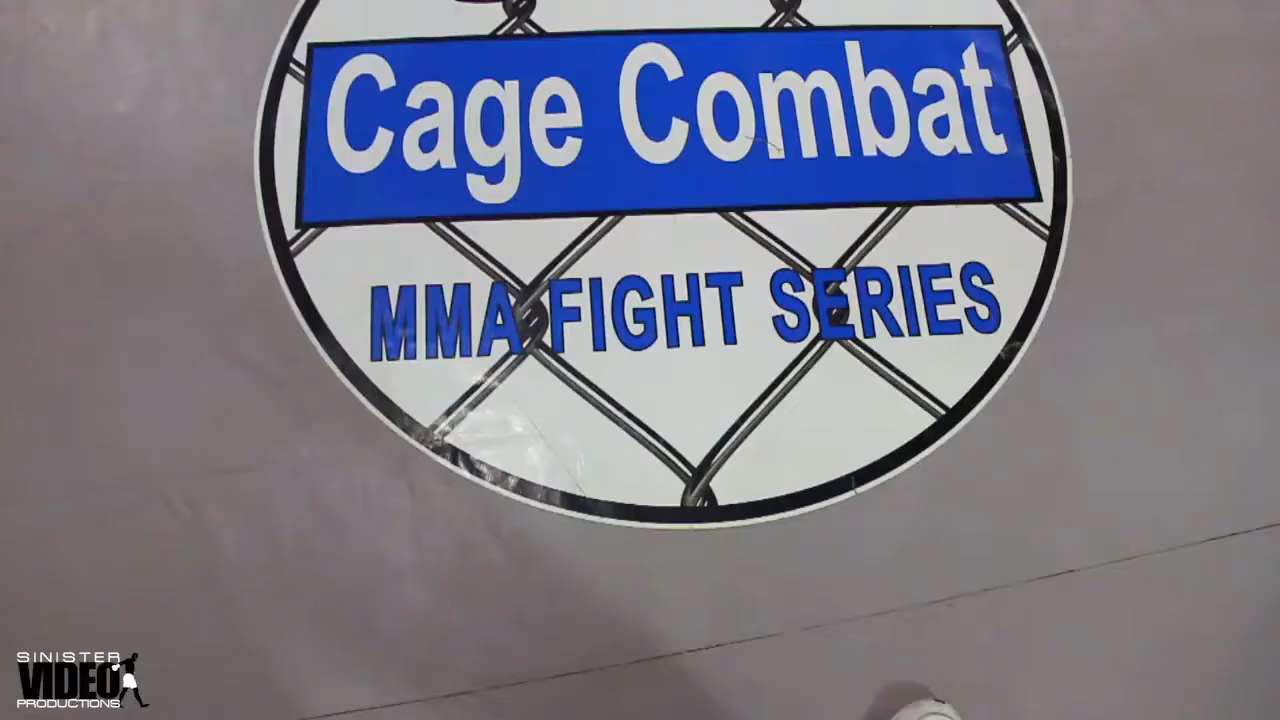 Cage Combat
MMA FIGHT SERIES
SINISTER
VIDEO
PRODUCTIONS